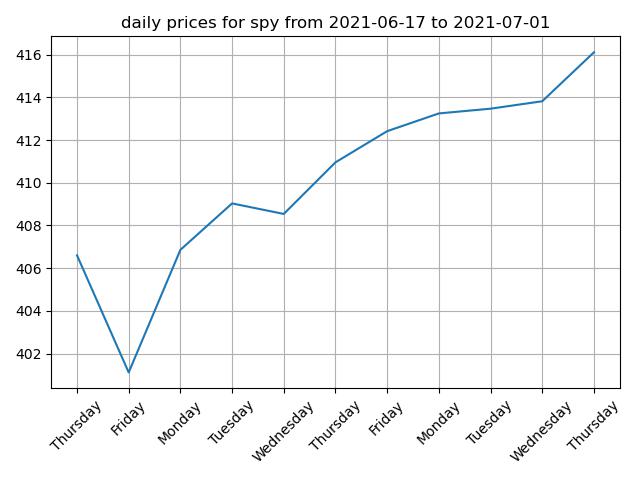 daily prices for spy from 2021-06-17 to 2021-07-01
416
414
412
410
408
406
404
402
Thursday
Friday
Monday
Tuesday
Wednesday
Thursday
Friday
Monday
Tuesday
Wednesday
Thursday